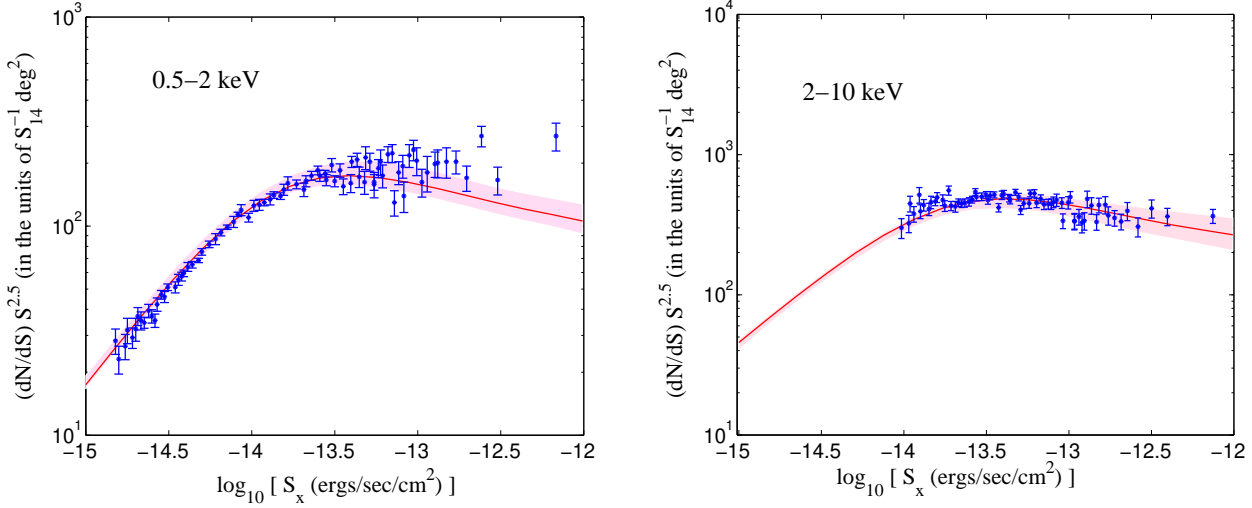 10^3
10^2
10^1
(dN/dS) S^2.5 (in the units of S_14^−1 deg^2)
0.5−2 keV
−15 −14.5 −14 −13.5 −13 −12.5 −12
log_10 [ S_x (ergs/sec/cm^2) ]
10^4
10^3
10^2
10^1
(dN/dS) S^2.5 (in the units of S_14^−1 deg^2)
2−10 keV
−15 −14.5 −14 −13.5 −13 −12.5 −12
log_10 [ S_x (ergs/sec/cm^2) ]